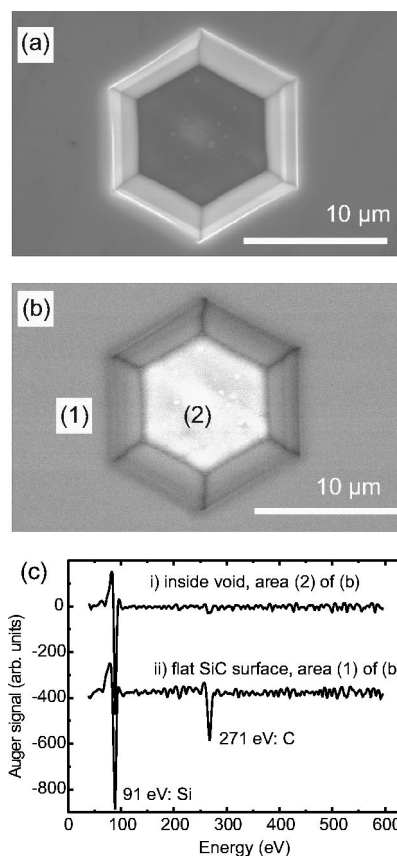 (a)
10 µm
(b)
(1)
(2)
10 µm
(c)
i) inside void, area (2) of (b)
ii) flat SiC surface, area (1) of (b
271 eV: C
91 eV: Si
0
-200
-400
-600
-800
Auger signal (arb. units)
0 100 200 300 400 500 600
Energy (eV)